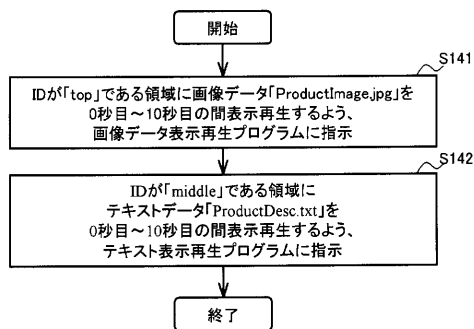 開始
S141
IDが「top」である領域に画像データ「ProductImage.jpg」を
0秒目～10秒目の間表示再生するよう、
画像データ表示再生プログラムに指示
S142
IDが「middle」である領域に
テキストデータ「ProductDesc.txt」を
0秒目～10秒目の間表示再生するよう、
テキスト表示再生プログラムに指示
終了